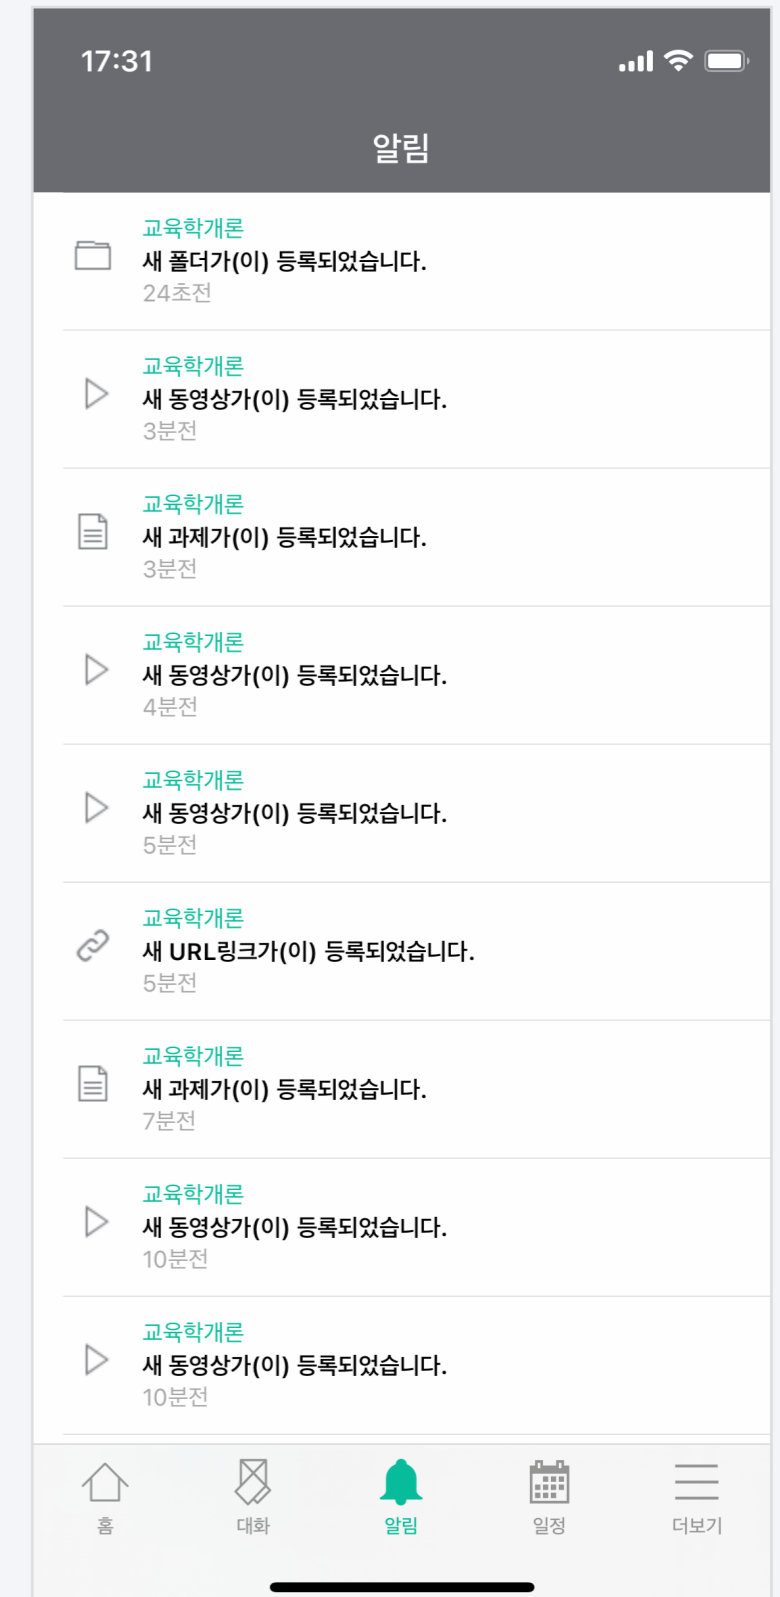 17:31
알림
교육학개론
새 폴더가(이) 등록되었습니다.
24초전
교육학개론
새 동영상가(이) 등록되었습니다.
3분전
교육학개론
새 과제가(이) 등록되었습니다.
3분전
교육학개론
새 동영상가(이) 등록되었습니다.
4분전
교육학개론
새 동영상가(이) 등록되었습니다.
5분전
교육학개론
새 URL링크가(이) 등록되었습니다.
5분전
교육학개론
새 과제가(이) 등록되었습니다.
7분전
교육학개론
새 동영상가(이) 등록되었습니다.
10분전
교육학개론
새 동영상가(이) 등록되었습니다.
10분전
홈 대화 알림 일정 더보기